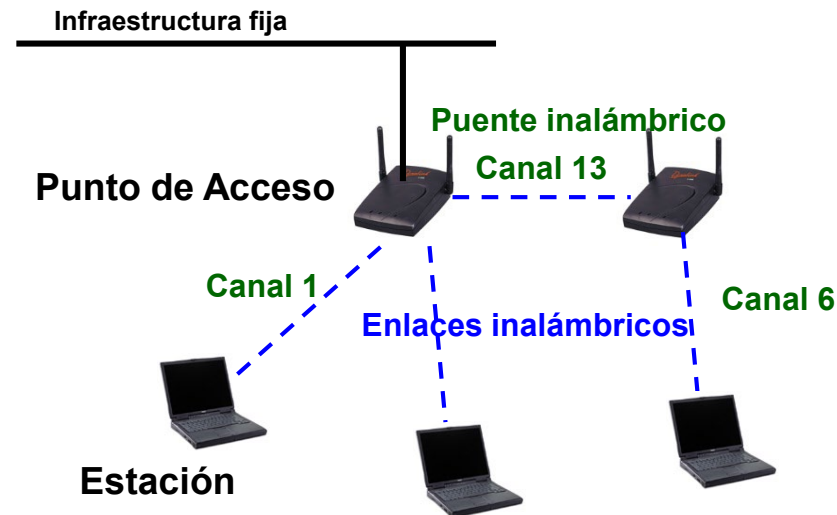 Infraestructura fija
Puente inalámbrico
Canal 13
Punto de Acceso
Canal 1
Canal 6
Enlaces inalámbricos
Estación